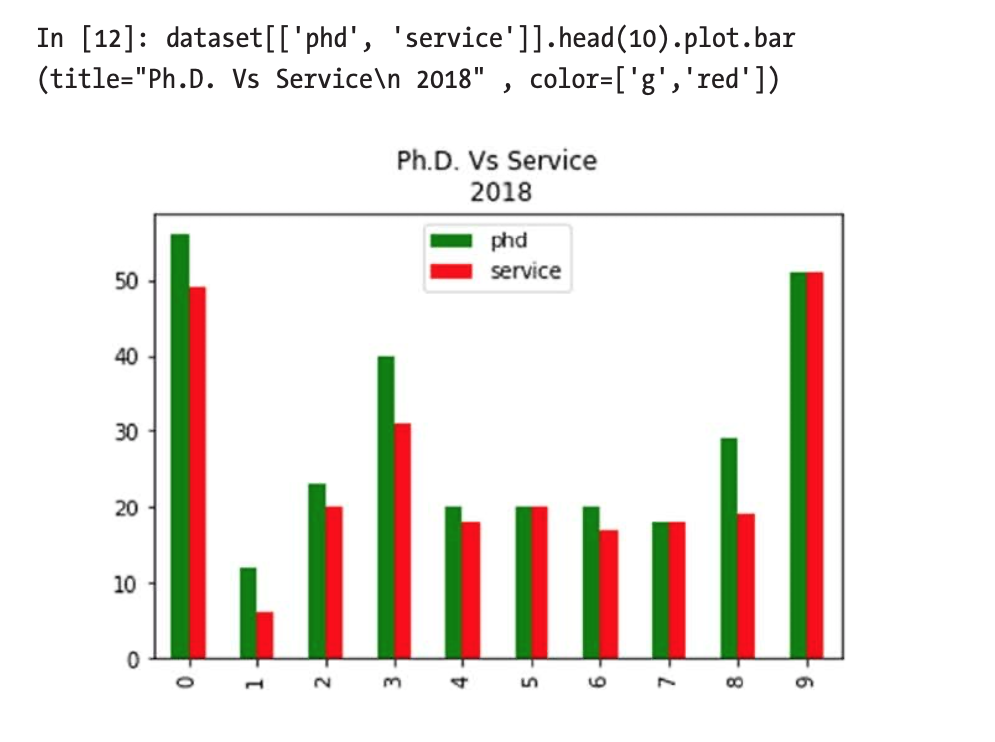 In [12]: dataset[['phd', 'service']].head(10).plot.bar
(title="Ph.D. Vs Service\n 2018" , color=['g','red'])
Ph.D. Vs Service
2018
phd
service
50
40
30
20
10
0
0 1 2 3 4 5 6 7 8 9